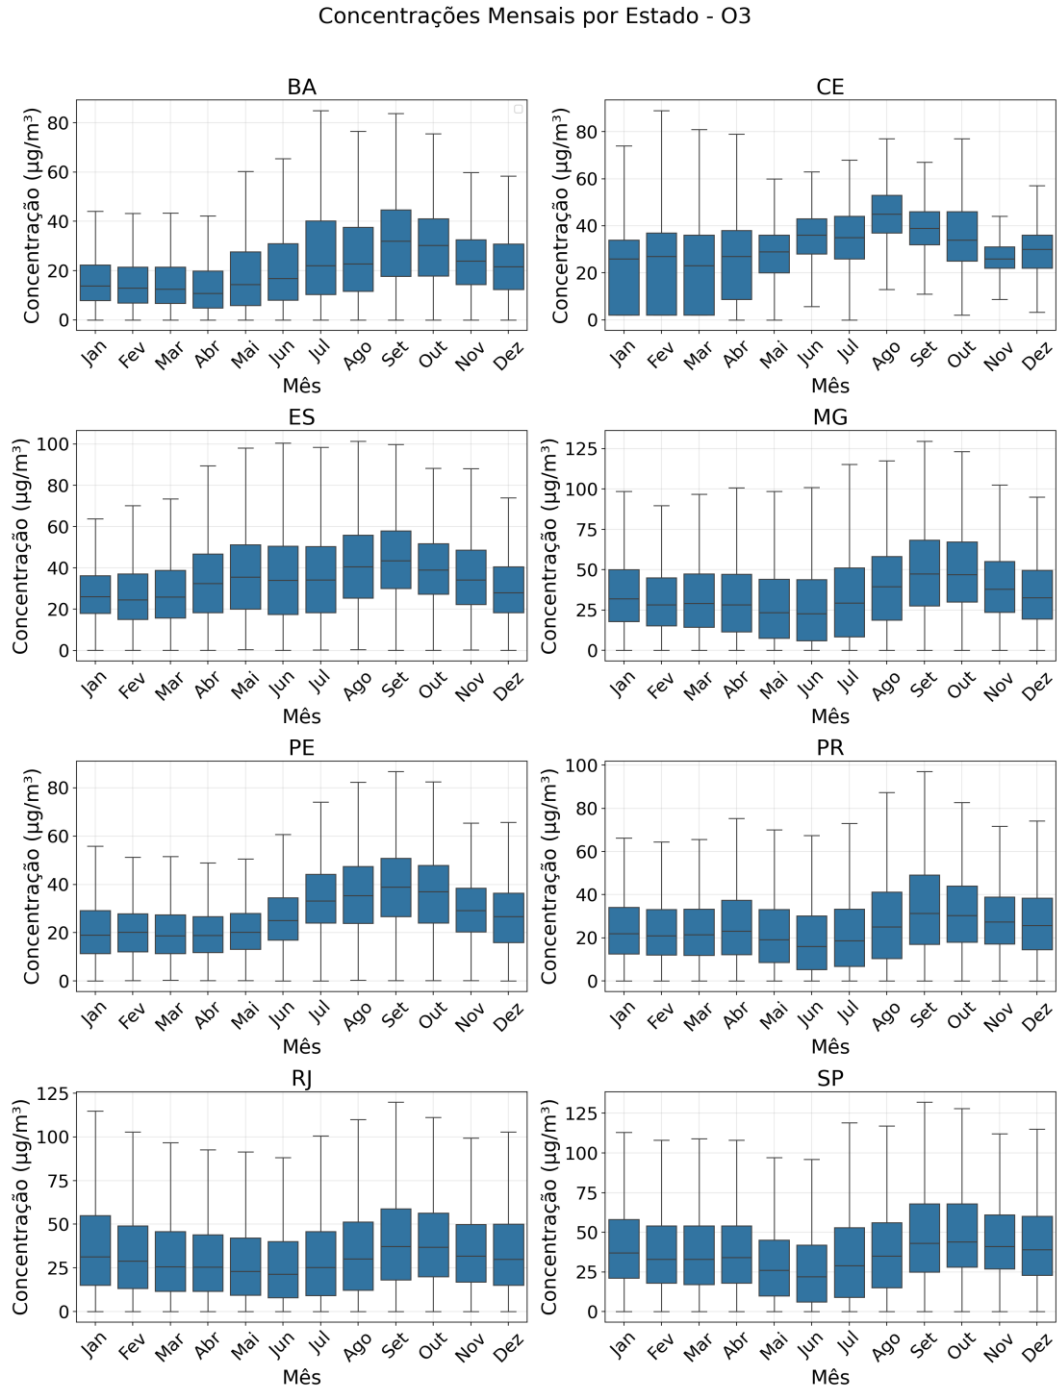 Concentrações Mensais por Estado - O3
BA
Concentração (µg/m³)
80
60
40
20
0
Jan Fev Mar Abr Mai Jun Jul Ago Set Out Nov Dez
Mês
CE
Concentração (µg/m³)
80
60
40
20
0
Jan Fev Mar Abr Mai Jun Jul Ago Set Out Nov Dez
Mês
ES
Concentração (µg/m³)
100
80
60
40
20
0
Jan Fev Mar Abr Mai Jun Jul Ago Set Out Nov Dez
Mês
MG
Concentração (µg/m³)
125
100
75
50
25
0
Jan Fev Mar Abr Mai Jun Jul Ago Set Out Nov Dez
Mês
PE
Concentração (µg/m³)
80
60
40
20
0
Jan Fev Mar Abr Mai Jun Jul Ago Set Out Nov Dez
Mês
PR
Concentração (µg/m³)
100
80
60
40
20
0
Jan Fev Mar Abr Mai Jun Jul Ago Set Out Nov Dez
Mês
RJ
Concentração (µg/m³)
125
100
75
50
25
0
Jan Fev Mar Abr Mai Jun Jul Ago Set Out Nov Dez
Mês
SP
Concentração (µg/m³)
125
100
75
50
25
0
Jan Fev Mar Abr Mai Jun Jul Ago Set Out Nov Dez
Mês